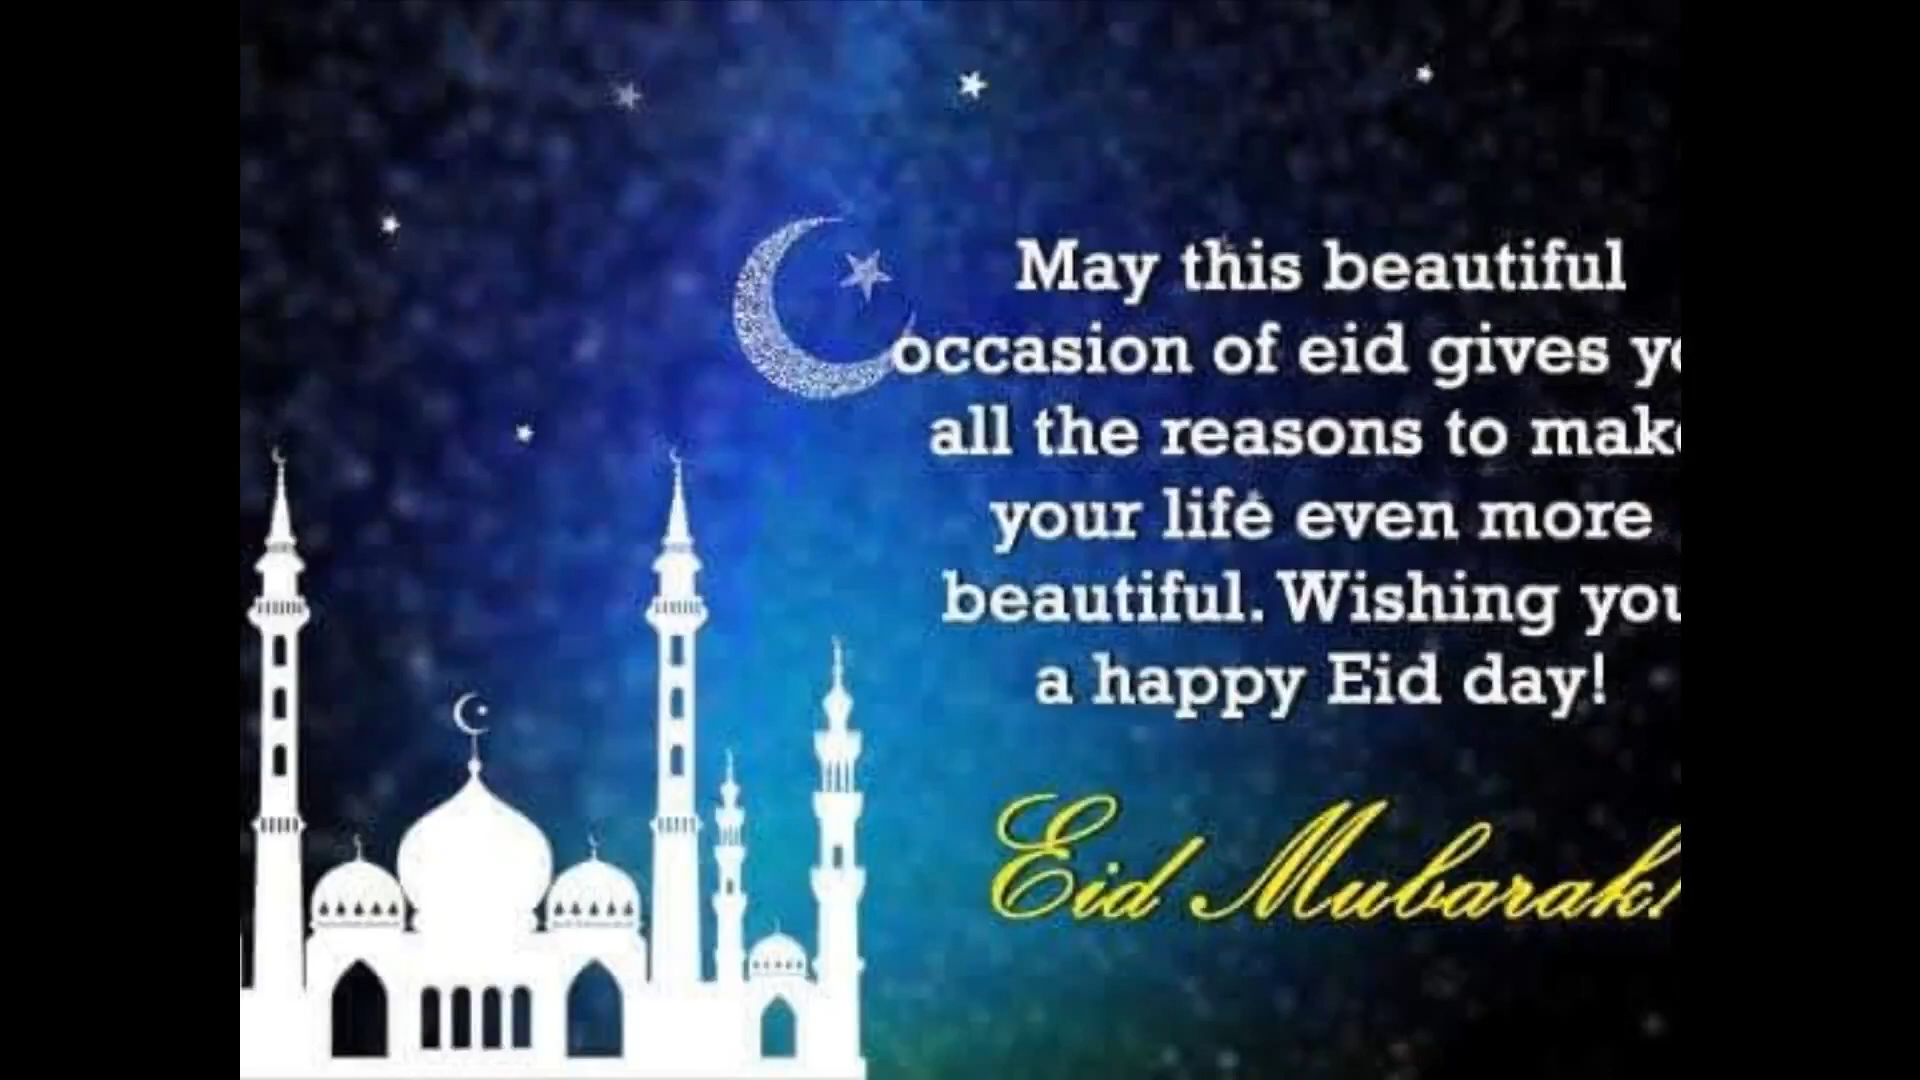 May this beautiful
occasion of eid gives yo
all the reasons to make
your life even more
beautiful. Wishing you
a happy Eid day!
Eid Mubarak!